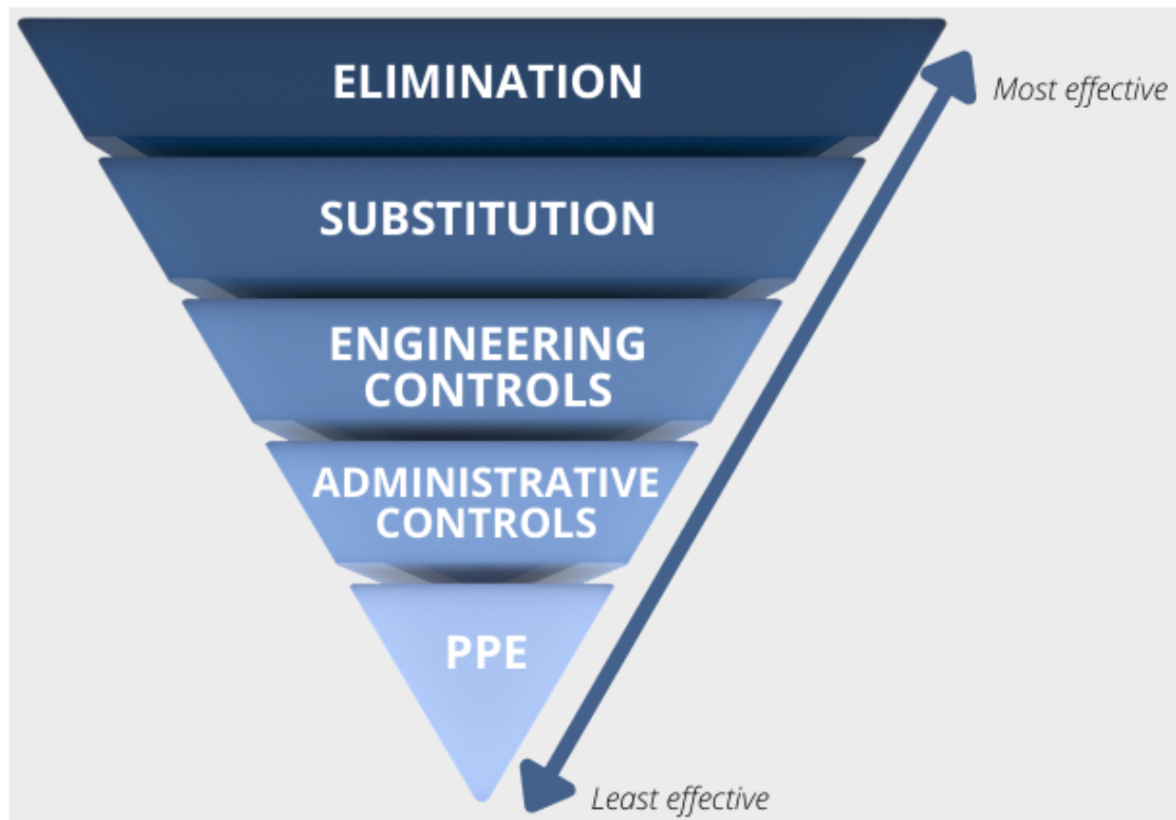 ELIMINATION
Most effective
SUBSTITUTION
ENGINEERING
CONTROLS
ADMINISTRATIVE
CONTROLS
PPE
Least effective